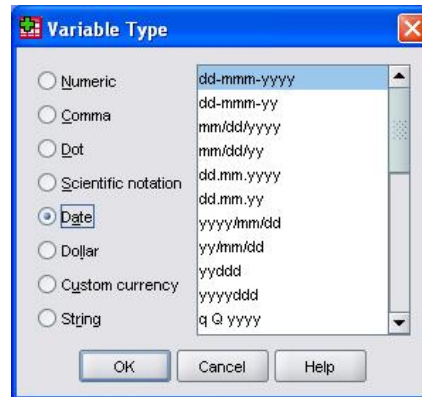 Variable Type
Numeric
Comma
Dot
Scientific notation
Date
Dollar
Custom currency
String
dd-mmm-yyyy
dd-mmm-yy
mm/dd/yyyy
mm/dd/yy
dd.mm.yyyy
dd.mm.yy
yyyy/mm/dd
yy/mm/dd
yyddd
yyyyddd
q Q yyyy
OK Cancel Help